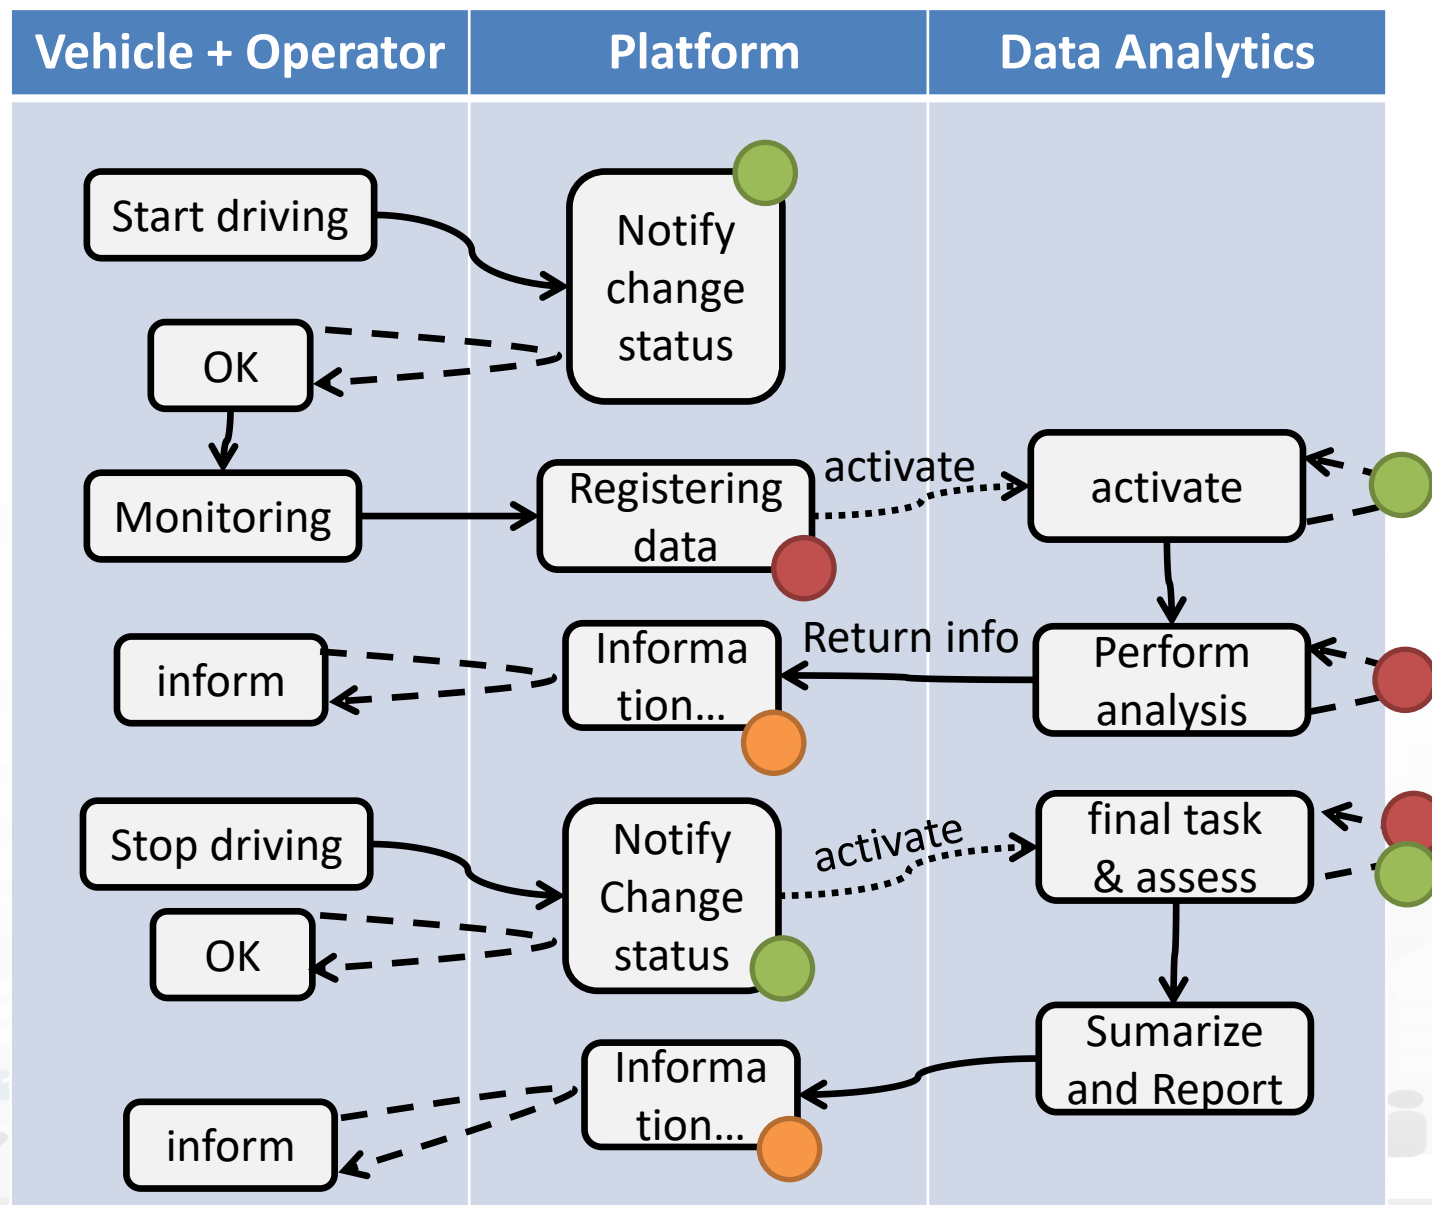 Vehicle + Operator
Platform
Data Analytics
Start driving
Notify
change
status
OK
Monitoring
Registering
data
activate
activate
inform
Informa
tion...
Return info
Perform
analysis
Stop driving
Notify
Change
status
activate
final task
& assess
OK
Sumarize
and Report
Informa
tion...
inform